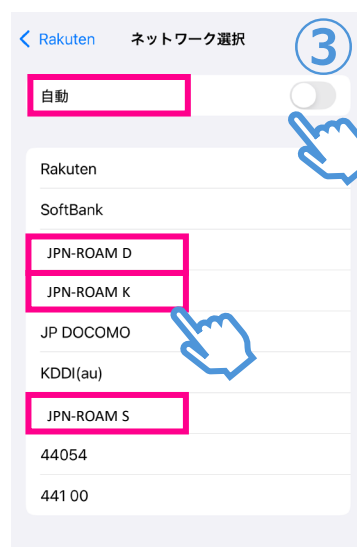 Rakuten ネットワーク選択 ③
自動
Rakuten
SoftBank
JPN-ROAM D
JPN-ROAM K
JP DOCOMO
KDDI(au)
JPN-ROAM S
44054
441 00